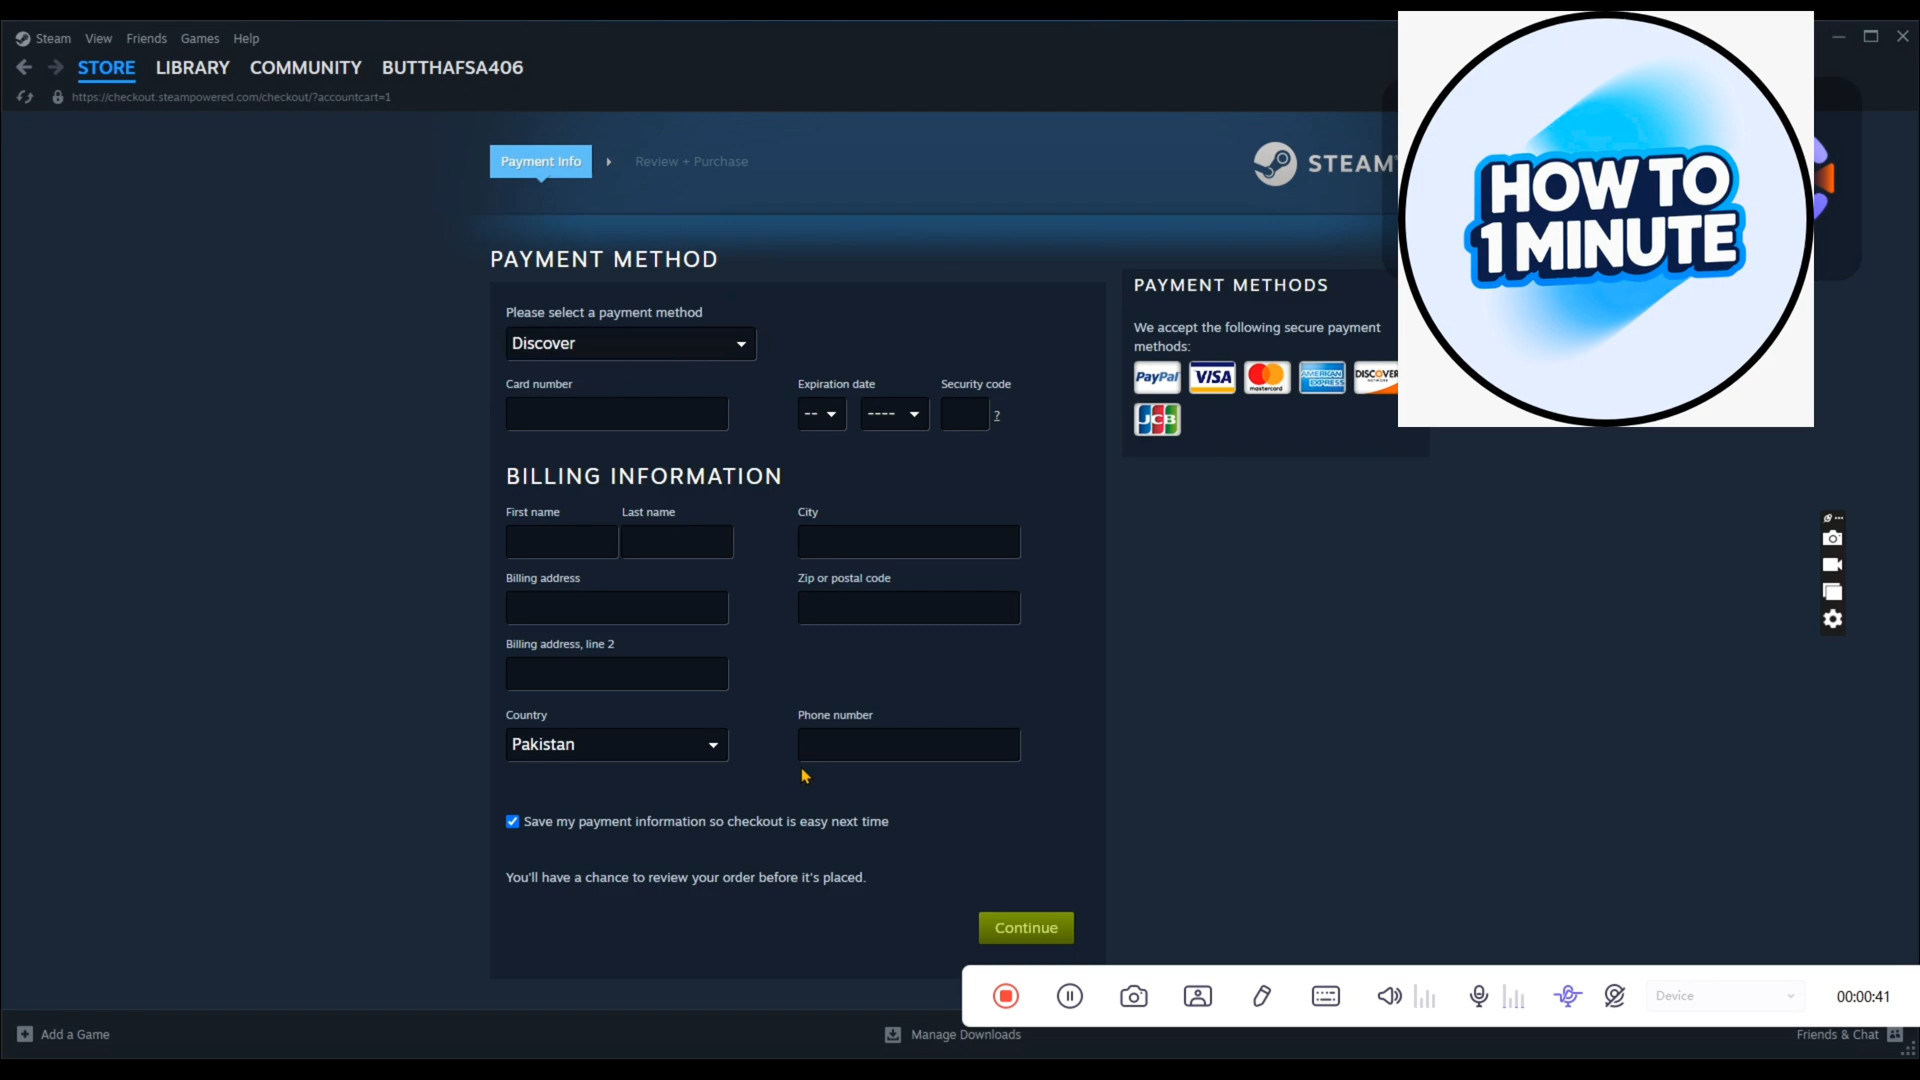 Steam View Friends Games Help
STORE LIBRARY COMMUNITY BUTTHAFSA406
https://checkout.steampowered.com/checkout/?accountcart=1
Payment Info Review + Purchase
STEAM
HOW TO
1 MINUTE
PAYMENT METHOD
Please select a payment method
Discover
Card number Expiration date Security code
-- ---- ?
BILLING INFORMATION
First name Last name City
Billing address Zip or postal code
Billing address, line 2
Country Phone number
Pakistan
Save my payment information so checkout is easy next time
You'll have a chance to review your order before it's placed.
Continue
PAYMENT METHODS
We accept the following secure payment
methods:
PayPal VISA mastercard AMERICAN EXPRESS DISCOVER NETWORK
JCB
Device 00:00:41
Add a Game Manage Downloads Friends & Chat